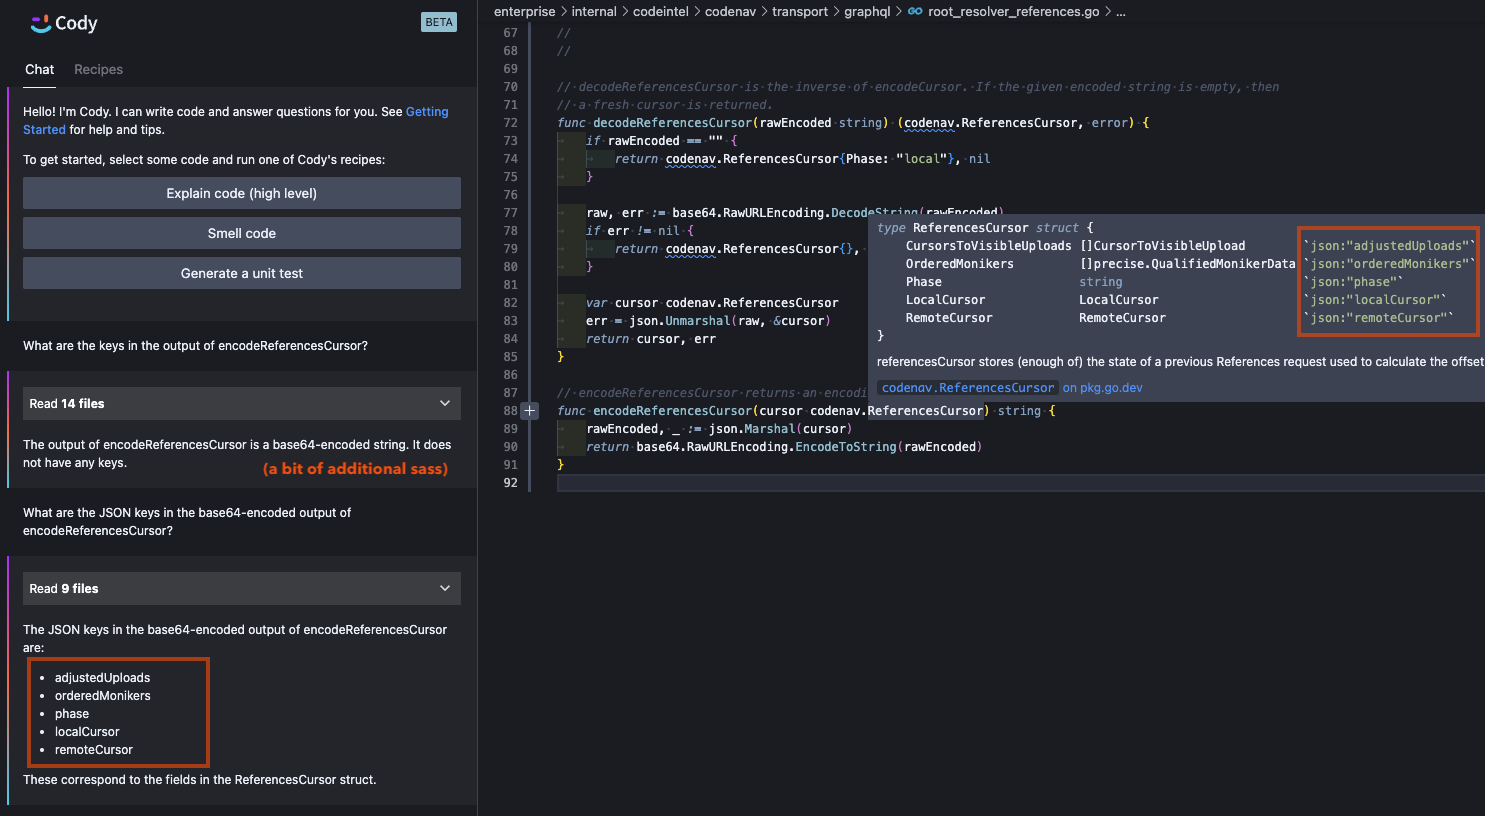 Cody
BETA
Chat Recipes
Hello! I'm Cody. I can write code and answer questions for you. See Getting
Started for help and tips.
To get started, select some code and run one of Cody's recipes:
Explain code (high level)
Smell code
Generate a unit test
What are the keys in the output of encodeReferencesCursor?
Read 14 files
The output of encodeReferencesCursor is a base64-encoded string. It does
not have any keys.
(a bit of additional sass)
What are the JSON keys in the base64-encoded output of
encodeReferencesCursor?
Read 9 files
The JSON keys in the base64-encoded output of encodeReferencesCursor
are:
• adjustedUploads
• orderedMonikers
• phase
• localCursor
• remoteCursor
These correspond to the fields in the ReferencesCursor struct.
enterprise > internal > codeintel > codenav > transport > graphql > GO root_resolver_references.go > ...
67 //
68 //
69
70 // decodeReferencesCursor is the inverse of encodeCursor. If the given encoded string is empty, then
71 // a fresh cursor is returned.
72 func decodeReferencesCursor(rawEncoded string) (codenav.ReferencesCursor, error) {
73 if rawEncoded == "" {
74 return codenav.ReferencesCursor{Phase: "local"}, nil
75 }
76
77 raw, err := base64.RawURLEncoding.DecodeString(rawEncoded)
78 if err != nil {
79 return codenav.ReferencesCursor{},
80 }
81
82 var cursor codenav.ReferencesCursor
83 err = json.Unmarshal(raw, &cursor)
84 return cursor, err
85 }
86
87 // encodeReferencesCursor returns an encodi
88 func encodeReferencesCursor(cursor codenav.ReferencesCursor) string {
89 rawEncoded, _ := json.Marshal(cursor)
90 return base64.RawURLEncoding.EncodeToString(rawEncoded)
91 }
92
type ReferencesCursor struct {
CursorsToVisibleUploads []CursorToVisibleUpload `json:"adjustedUploads"`
OrderedMonikers []precise.QualifiedMonikerData `json:"orderedMonikers"`
Phase string `json:"phase"`
LocalCursor LocalCursor `json:"localCursor"`
RemoteCursor RemoteCursor `json:"remoteCursor"`
}
referencesCursor stores (enough of) the state of a previous References request used to calculate the offset
codenav.ReferencesCursor on pkg.go.dev